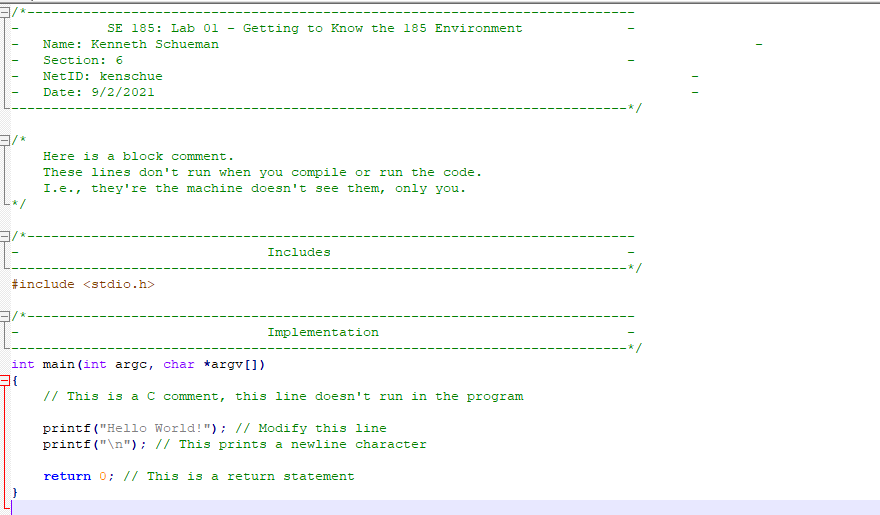 /*----------------------------------------------------------------------------
-           SE 185: Lab 01 - Getting to Know the 185 Environment             -
-   Name: Kenneth Schueman                                                                   -
-   Section: 6                                                               -
-   NetID: kenschue                                                                  -
-   Date: 9/2/2021                                                                   -
-----------------------------------------------------------------------------*/
/*
    Here is a block comment.
    These lines don't run when you compile or run the code.
    I.e., they're the machine doesn't see them, only you.
*/
/*----------------------------------------------------------------------------
-                               Includes                                     -
-----------------------------------------------------------------------------*/
#include <stdio.h>
/*----------------------------------------------------------------------------
-                               Implementation                               -
-----------------------------------------------------------------------------*/
int main(int argc, char *argv[])
{
    // This is a C comment, this line doesn't run in the program
    printf("Hello World!"); // Modify this line
    printf("\n"); // This prints a newline character
    return 0; // This is a return statement
}